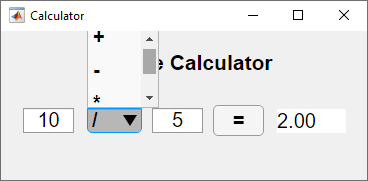 Calculator
+
e Calculator
-
*
10 / 5 = 2.00